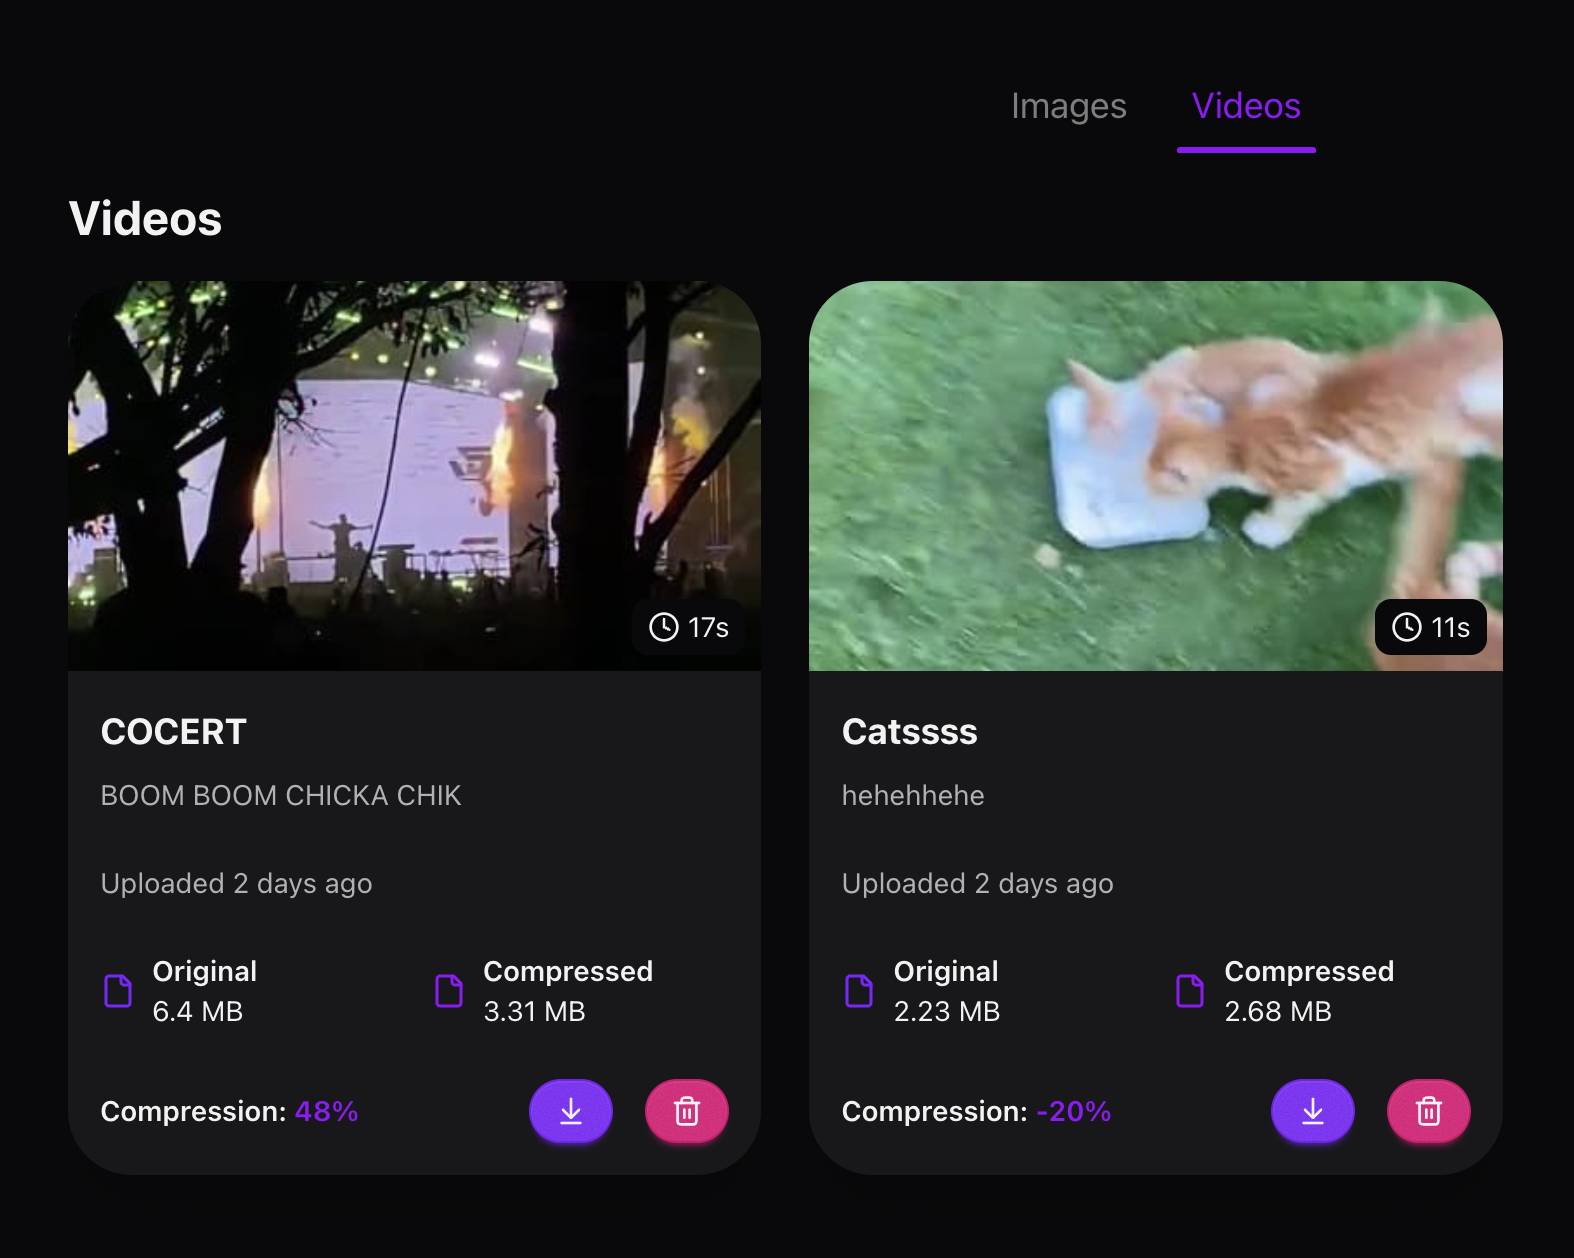 Images Videos
Videos
17s
11s
COCERT
BOOM BOOM CHICKA CHIK
Uploaded 2 days ago
Original
6.4 MB
Compressed
3.31 MB
Compression: 48%
Catssss
hehehhehe
Uploaded 2 days ago
Original
2.23 MB
Compressed
2.68 MB
Compression: -20%